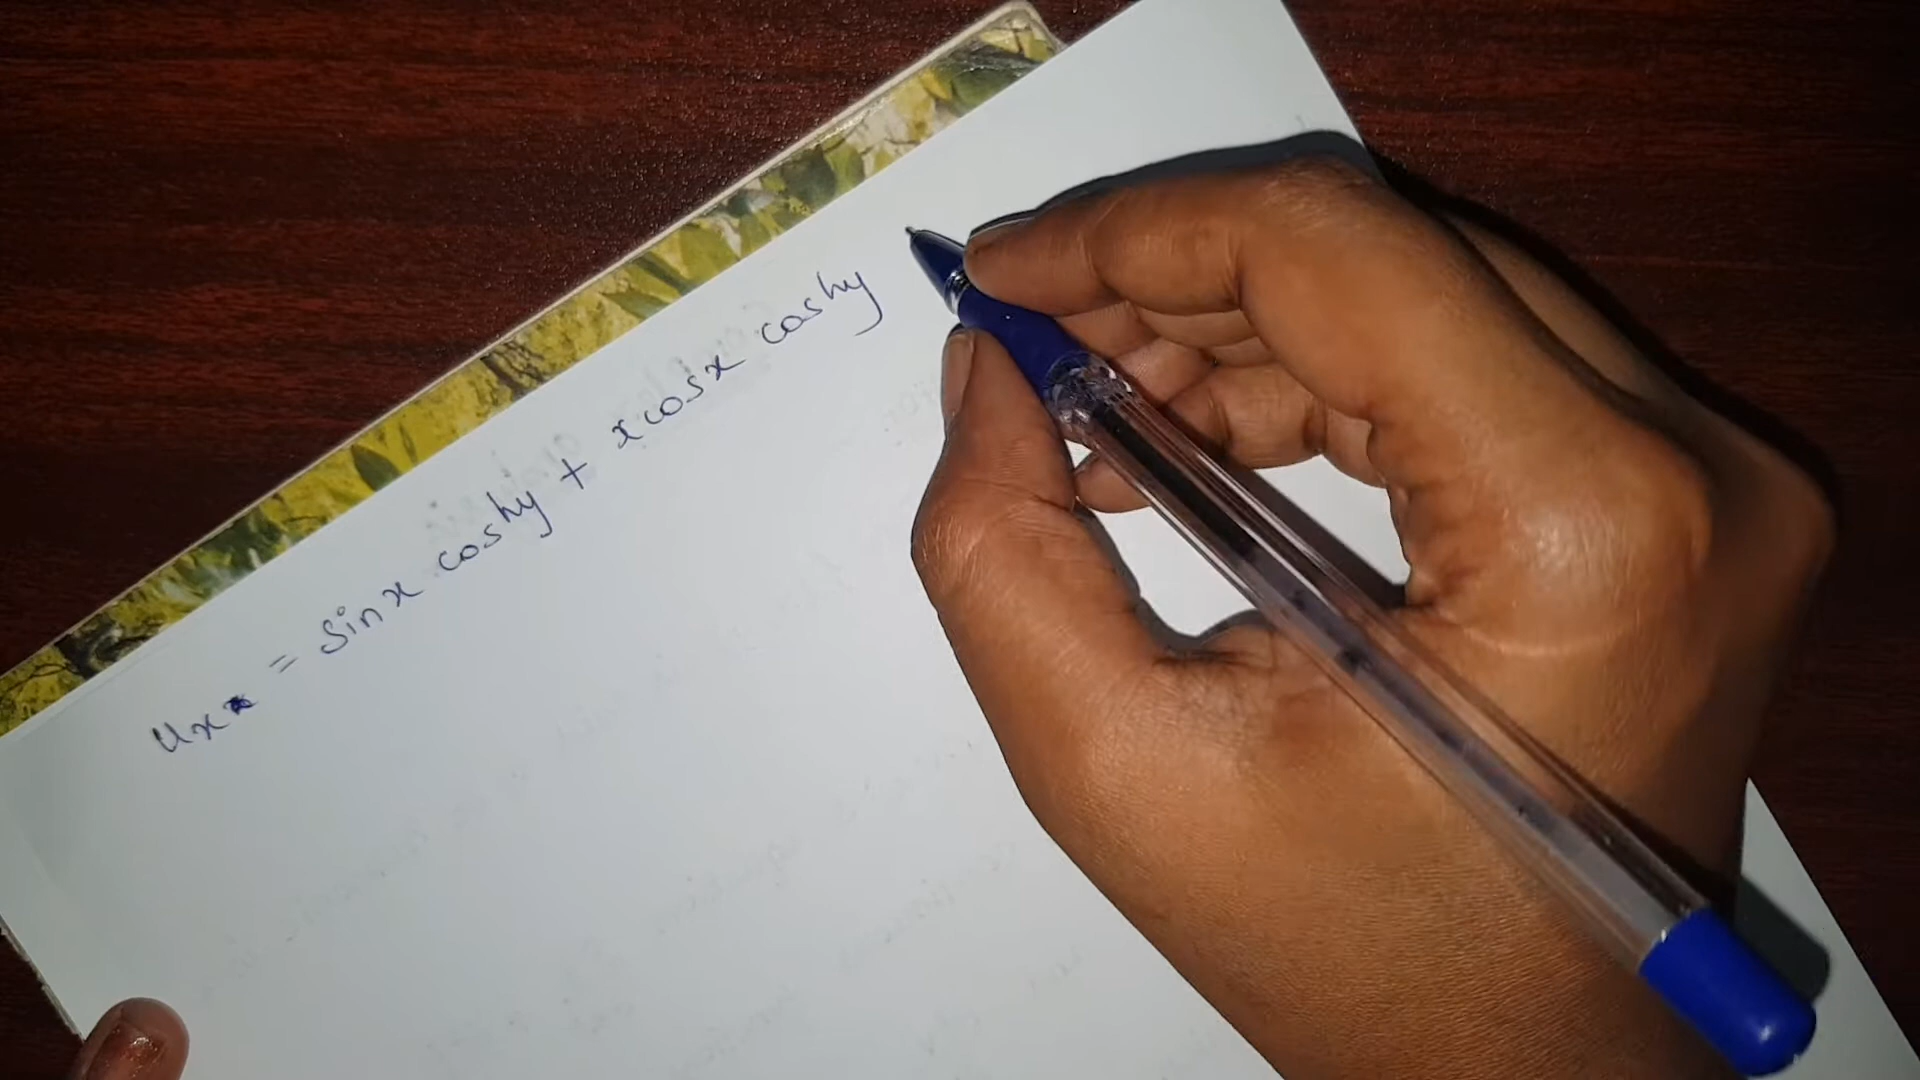 uₓ = sinx coshy + xcosx coshy